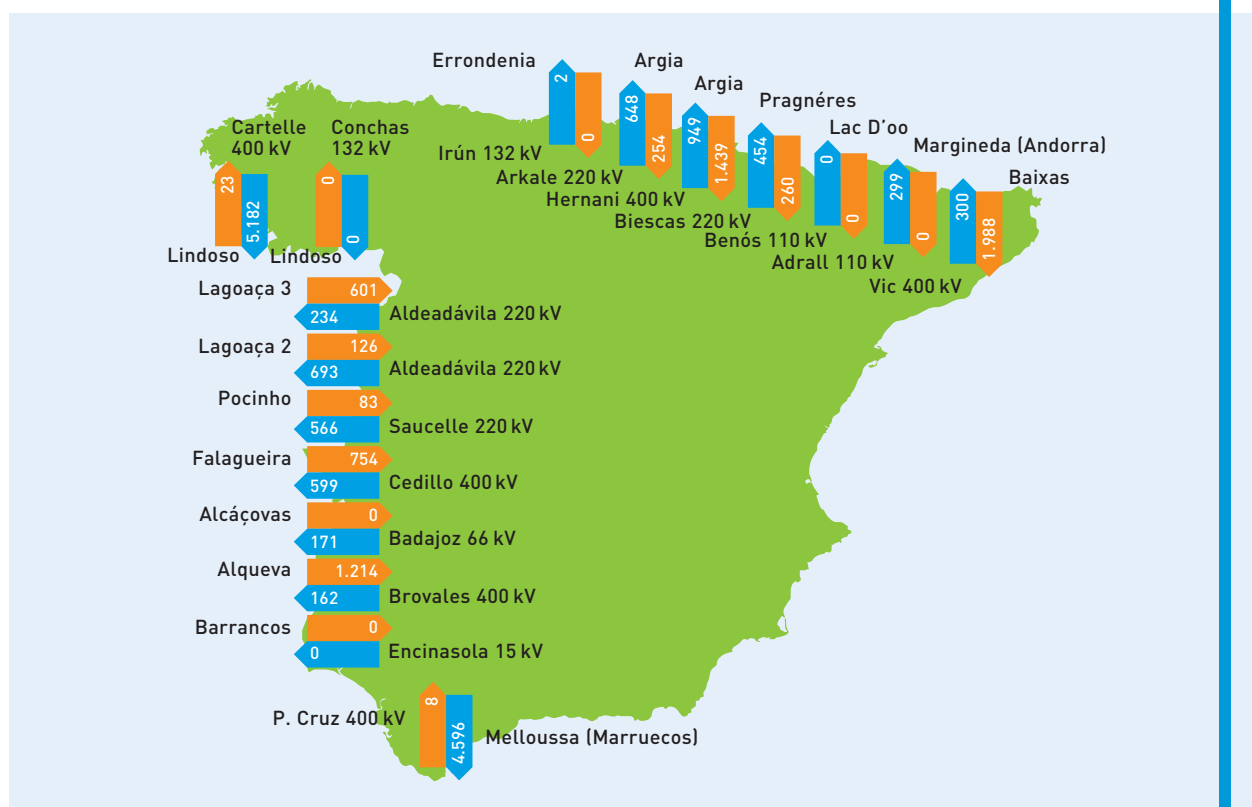 Errondenia
Argia
Argia
Pragnéres
Lac D’oo
Margineda (Andorra)
Baixas
2
0
648
254
949
1.439
454
260
0
0
299
0
300
1.988
Irún 132 kV
Arkale 220 kV
Hernani 400 kV
Biescas 220 kV
Benós 110 kV
Adrall 110 kV
Vic 400 kV
Cartelle
400 kV
Conchas
132 kV
23
5.182
0
0
Lindoso
Lindoso
Lagoaça 3
601
234
Aldeadávila 220 kV
Lagoaça 2
126
693
Aldeadávila 220 kV
Pocinho
83
566
Saucelle 220 kV
Falagueira
754
599
Cedillo 400 kV
Alcáçovas
0
171
Badajoz 66 kV
Alqueva
1.214
162
Brovales 400 kV
Barrancos
0
0
Encinasola 15 kV
P. Cruz 400 kV
8
4.596
Melloussa (Marruecos)